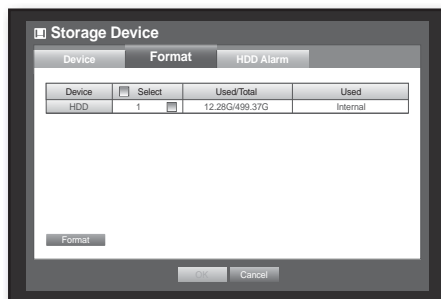 Storage Device
Device Format HDD Alarm
Device Select Used/Total Used
HDD 1 12.28G/499.37G Internal
Format
OK Cancel